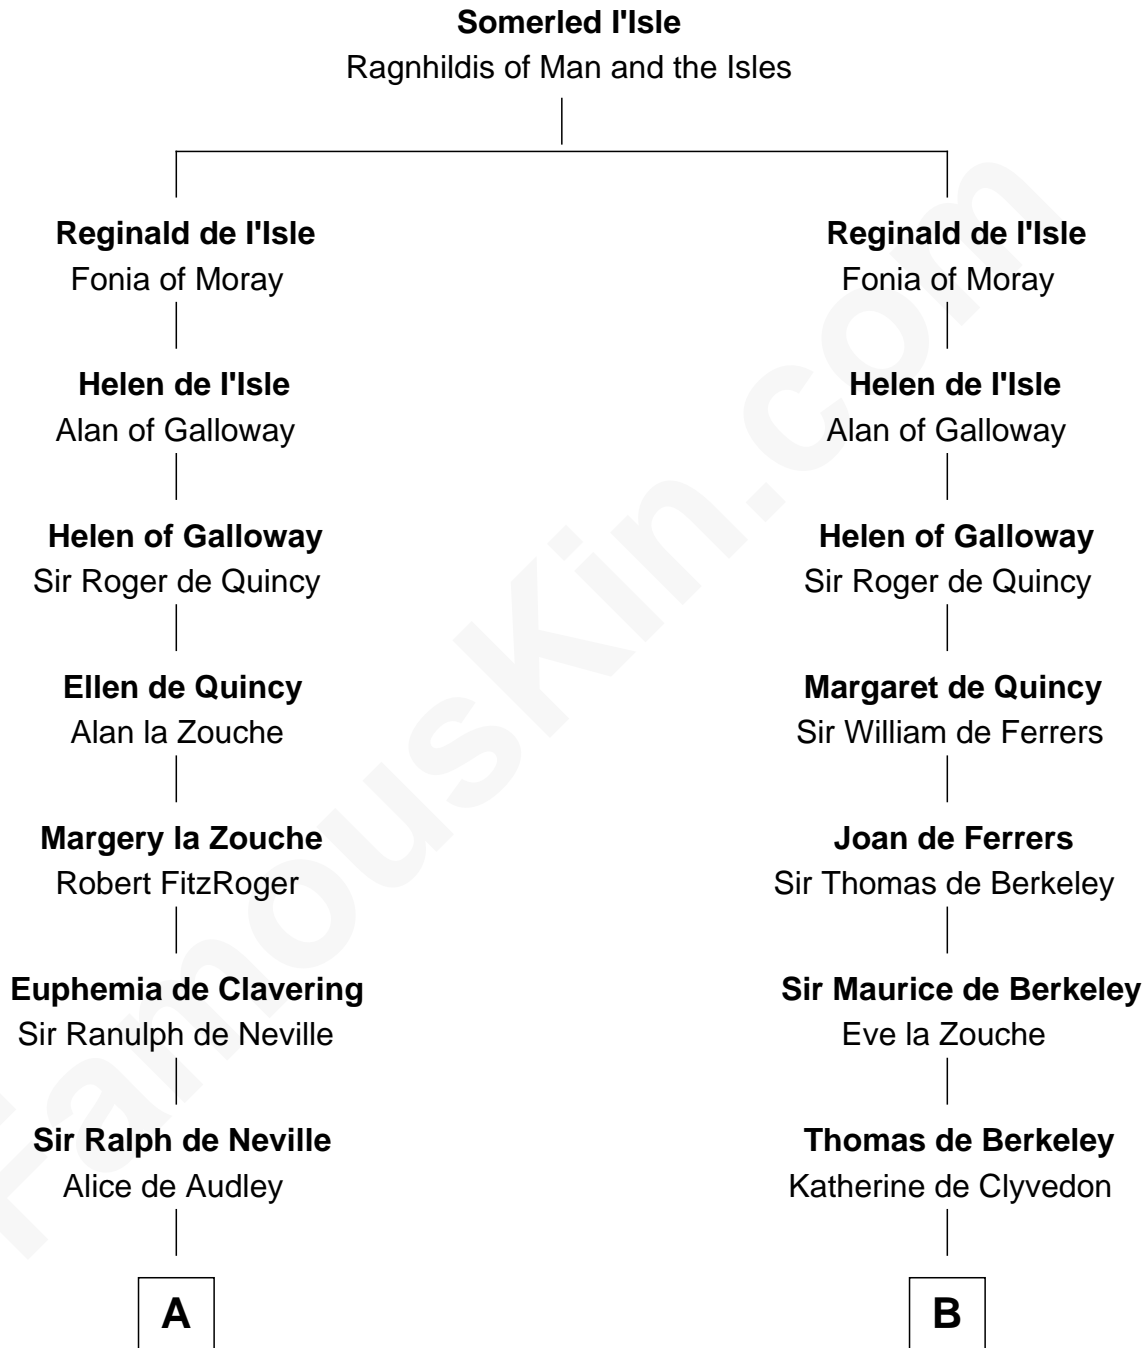 Somerled l'Isle
Ragnhildis of Man and the Isles
Reginald de l'Isle
Fonia of Moray
Helen de l'Isle
Alan of Galloway
Helen of Galloway
Sir Roger de Quincy
Ellen de Quincy
Alan la Zouche
Margery la Zouche
Robert FitzRoger
Euphemia de Clavering
Sir Ranulph de Neville
Sir Ralph de Neville
Alice de Audley
A
Reginald de l'Isle
Fonia of Moray
Helen de l'Isle
Alan of Galloway
Helen of Galloway
Sir Roger de Quincy
Margaret de Quincy
Sir William de Ferrers
Joan de Ferrers
Sir Thomas de Berkeley
Sir Maurice de Berkeley
Eve la Zouche
Thomas de Berkeley
Katherine de Clyvedon
B
FamousKin.com